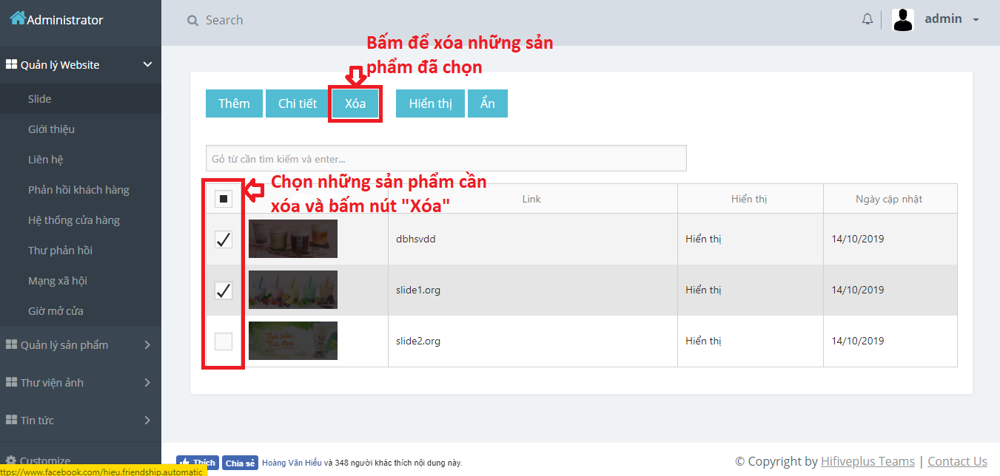 Administrator
Search
admin
Bấm để xóa những sản
phẩm đã chọn
Quản lý Website
Slide
Giới thiệu
Liên hệ
Phản hồi khách hàng
Hệ thống cửa hàng
Thư phản hồi
Mạng xã hội
Giờ mở cửa
Quản lý sản phẩm
Thư viện ảnh
Tin tức
Customize
ttps://www.facebook.com/hieu.friendship.automatic
Thêm Chi tiết Xóa Hiển thị Ẩn
Gỏ từ cần tìm kiếm và enter...
Chọn những sản phẩm cần
xóa và bấm nút "Xóa"
Link Hiển thị Ngày cập nhật
dbhsvdd Hiển thị 14/10/2019
slide1.org Hiển thị 14/10/2019
Trà sữa
Trà đen
slide2.org Hiển thị 14/10/2019
Thích Chia sẻ Hoàng Văn Hiếu và 348 người khác thích nội dung này.
© Copyright by Hifiveplus Teams | Contact Us